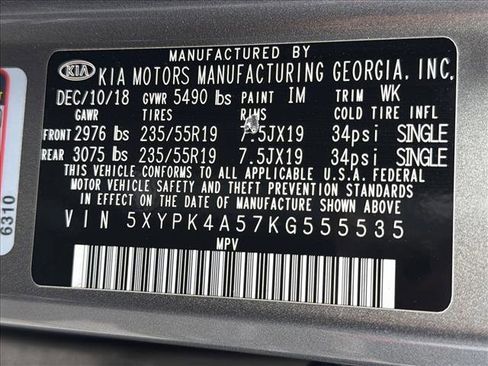 MANUFACTURED BY
KIA KIA MOTORS MANUFACTURING GEORGIA, INC.
DEC/10/18 GVWR 5490 lbs PAINT IM TRIM WK
GAWR TIRES RIMS COLD TIRE INFL
FRONT 2976 lbs 235/55R19 7.5JX19 34psi SINGLE
REAR 3075 lbs 235/55R19 7.5JX19 34psi SINGLE
THIS VEHICLE CONFORMS TO ALL APPLICABLE U.S.A. FEDERAL
MOTOR VEHICLE SAFETY, BUMPER, AND THEFT PREVENTION STANDARDS
IN EFFECT ON THE DATE OF MANUFACTURE SHOWN ABOVE.
VIN 5XYPK4A57KG555535
MPV
6310